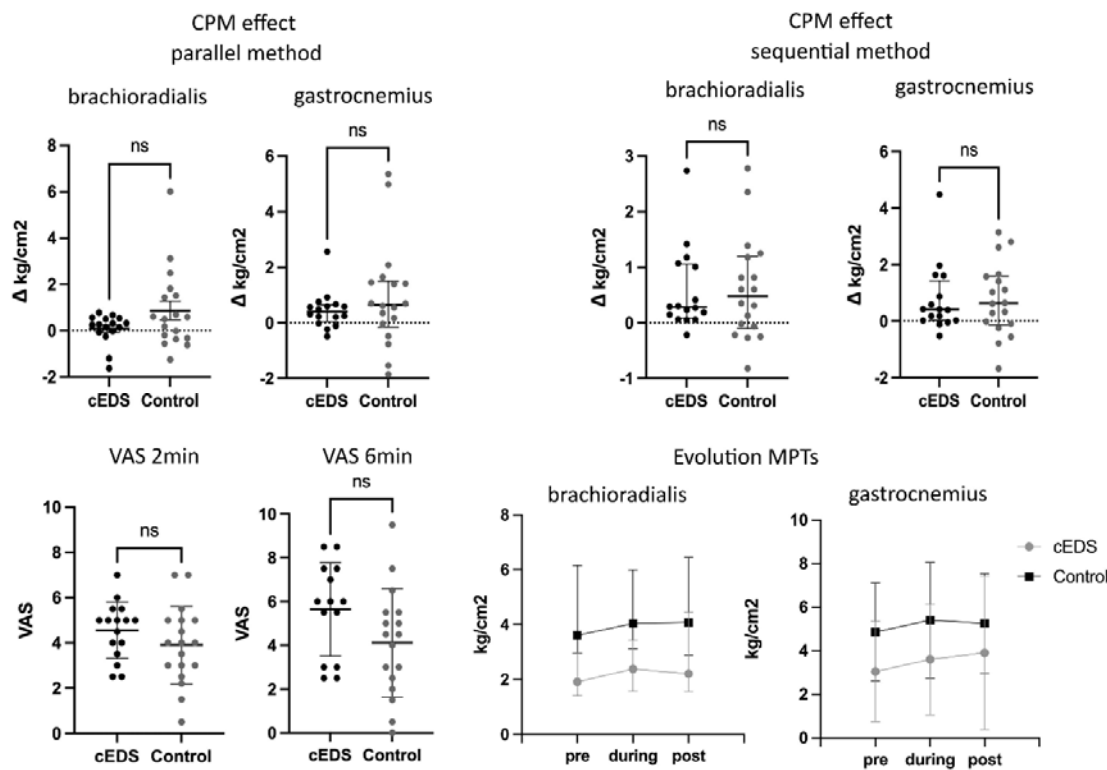 CPM effect
parallel method
CPM effect
sequential method
brachioradialis
gastrocnemius
brachioradialis
gastrocnemius
ns
ns
ns
ns
Δ kg/cm2
8
6
4
2
0
-2
cEDS Control
Δ kg/cm2
6
4
2
0
-2
cEDS Control
Δ kg/cm2
3
2
1
0
-1
cEDS Control
Δ kg/cm2
6
4
2
0
-2
cEDS Control
VAS 2min
VAS 6min
Evolution MPTs
brachioradialis
gastrocnemius
ns
ns
VAS
10
8
6
4
2
0
cEDS Control
VAS
10
8
6
4
2
0
cEDS Control
kg/cm2
8
6
4
2
0
pre during post
kg/cm2
10
8
6
4
2
0
pre during post
cEDS
Control